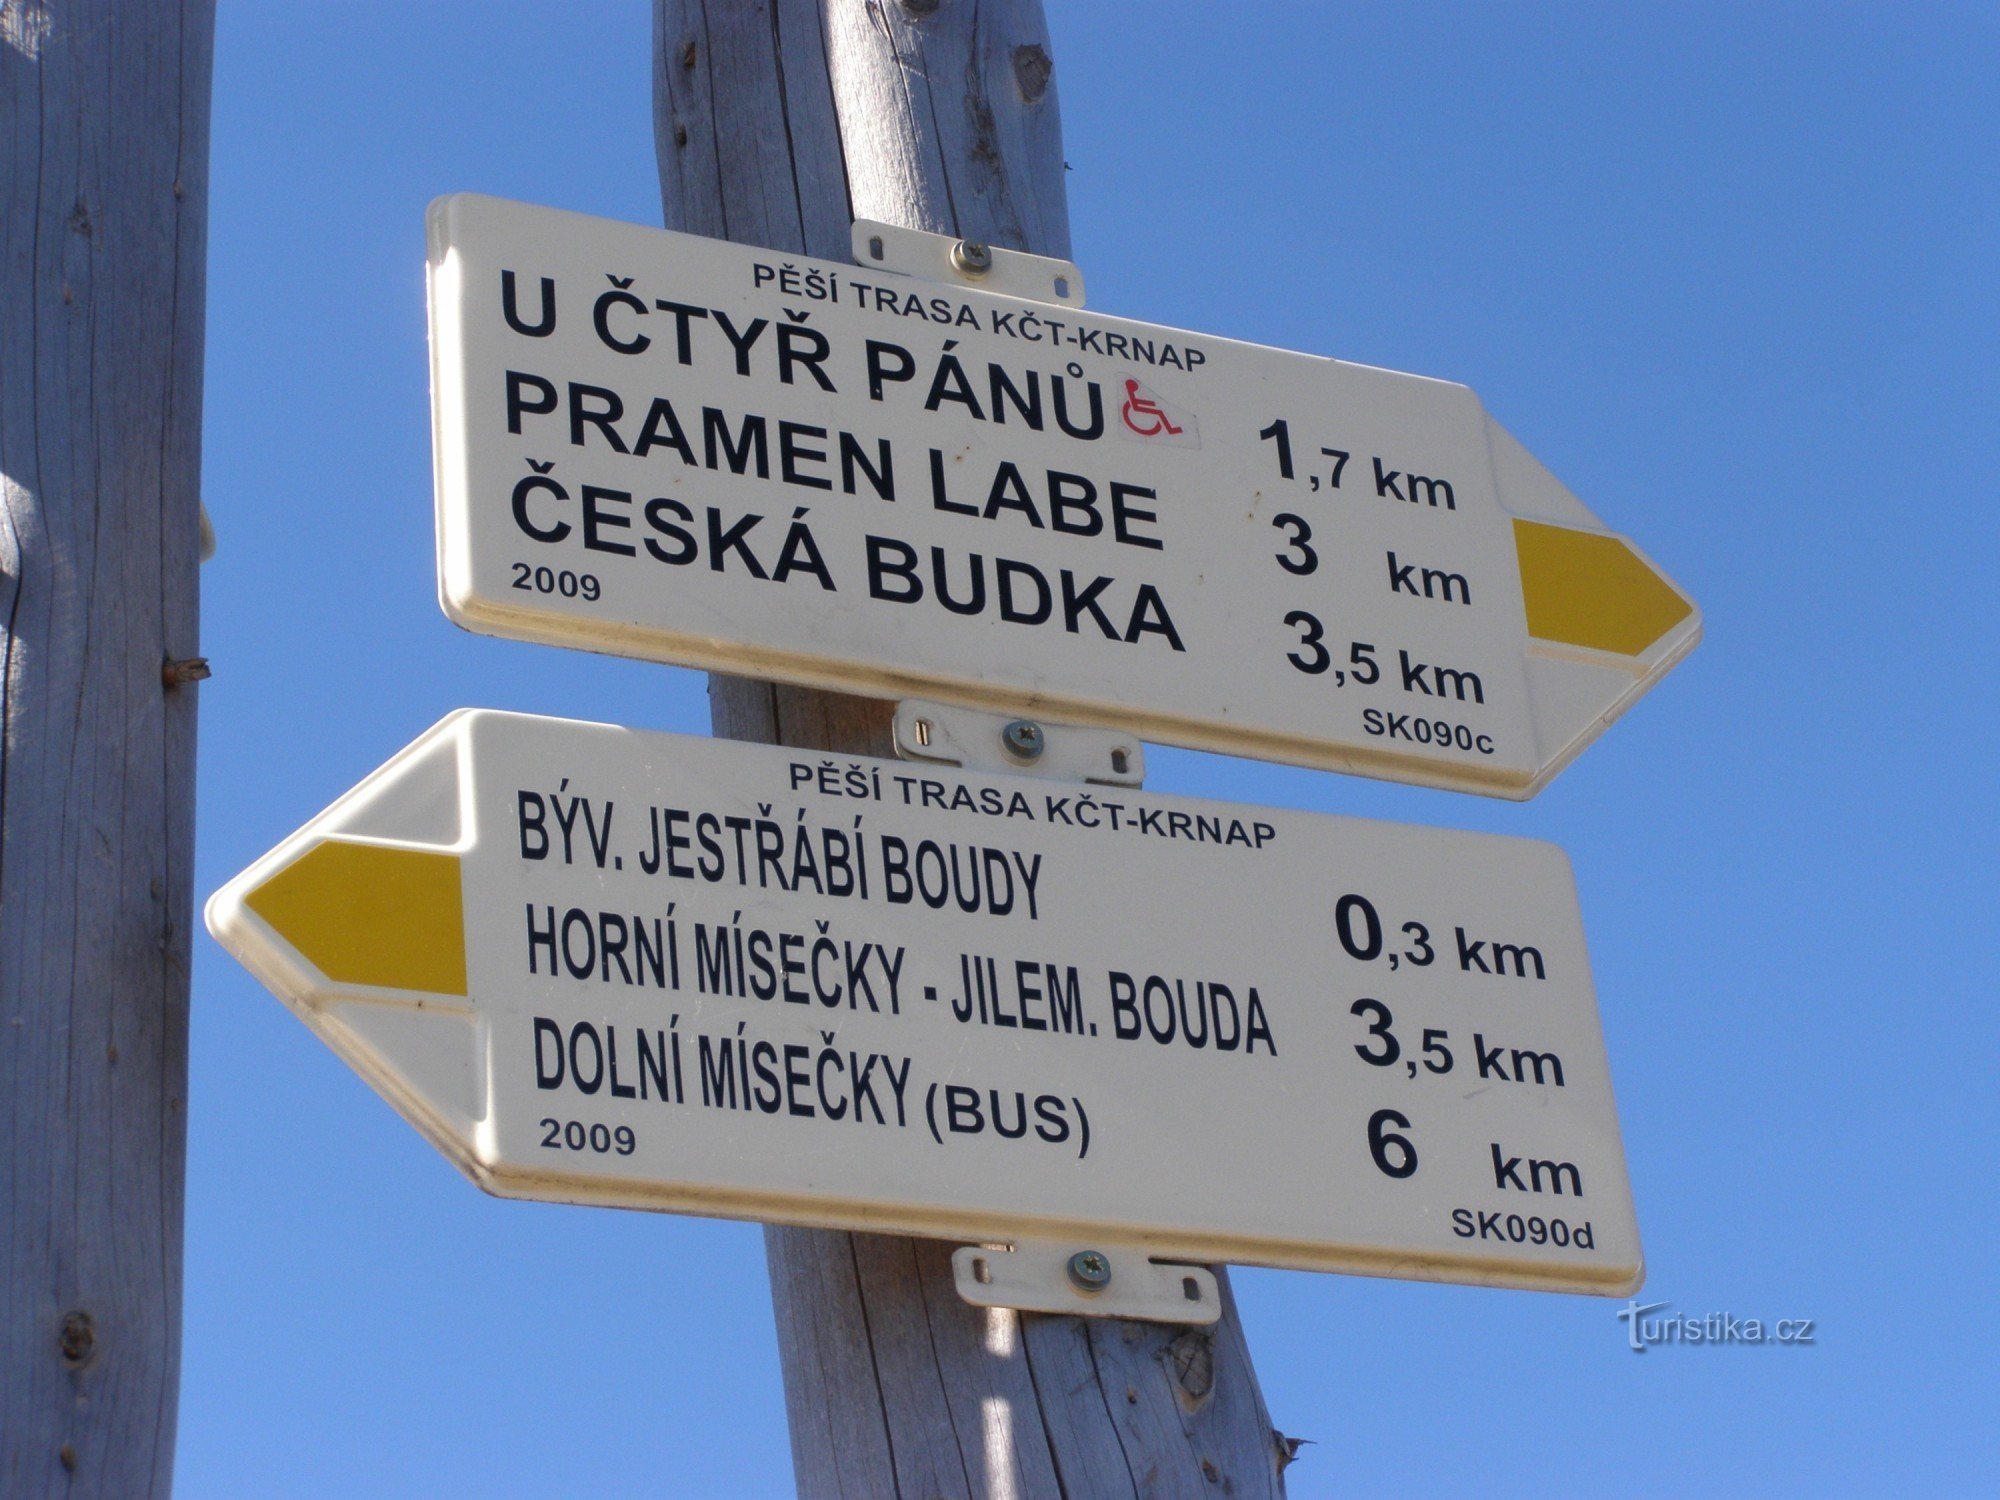 PĚŠÍ TRASA KČT-KRNAP
U ČTYŘ PÁNŮ 1,7 km
PRAMEN LABE 3 km
ČESKÁ BUDKA 3,5 km
2009 SK090c
PĚŠÍ TRASA KČT-KRNAP
BÝV. JESTŘÁBÍ BOUDY 0,3 km
HORNÍ MÍSEČKY - JILEM. BOUDA 3,5 km
DOLNÍ MÍSEČKY (BUS) 6 km
2009 SK090d
Turistika.cz